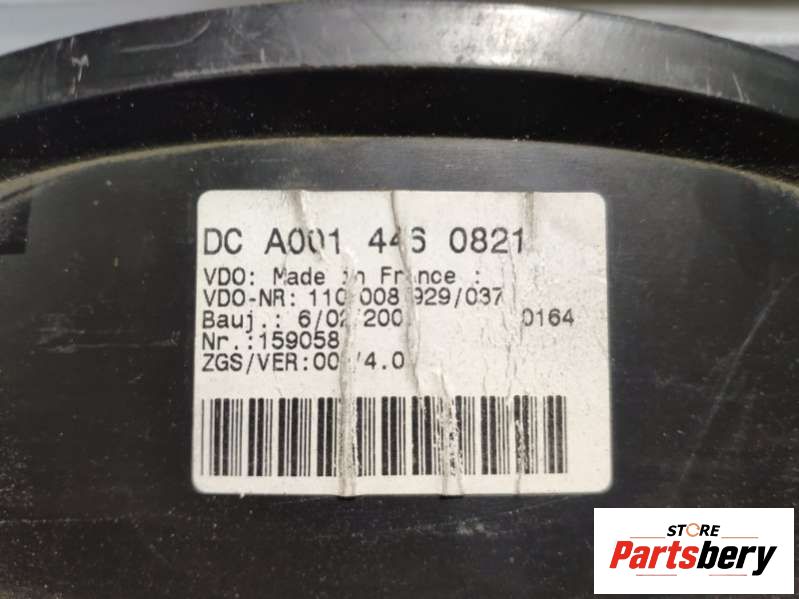 DC A001 446 0821
VDO: Made in France :
VDO-NR: 110 008 929/037
Bauj.: 6/02 200 0164
Nr.:159058
ZGS/VER:00 /4.0
STORE
Partsbery